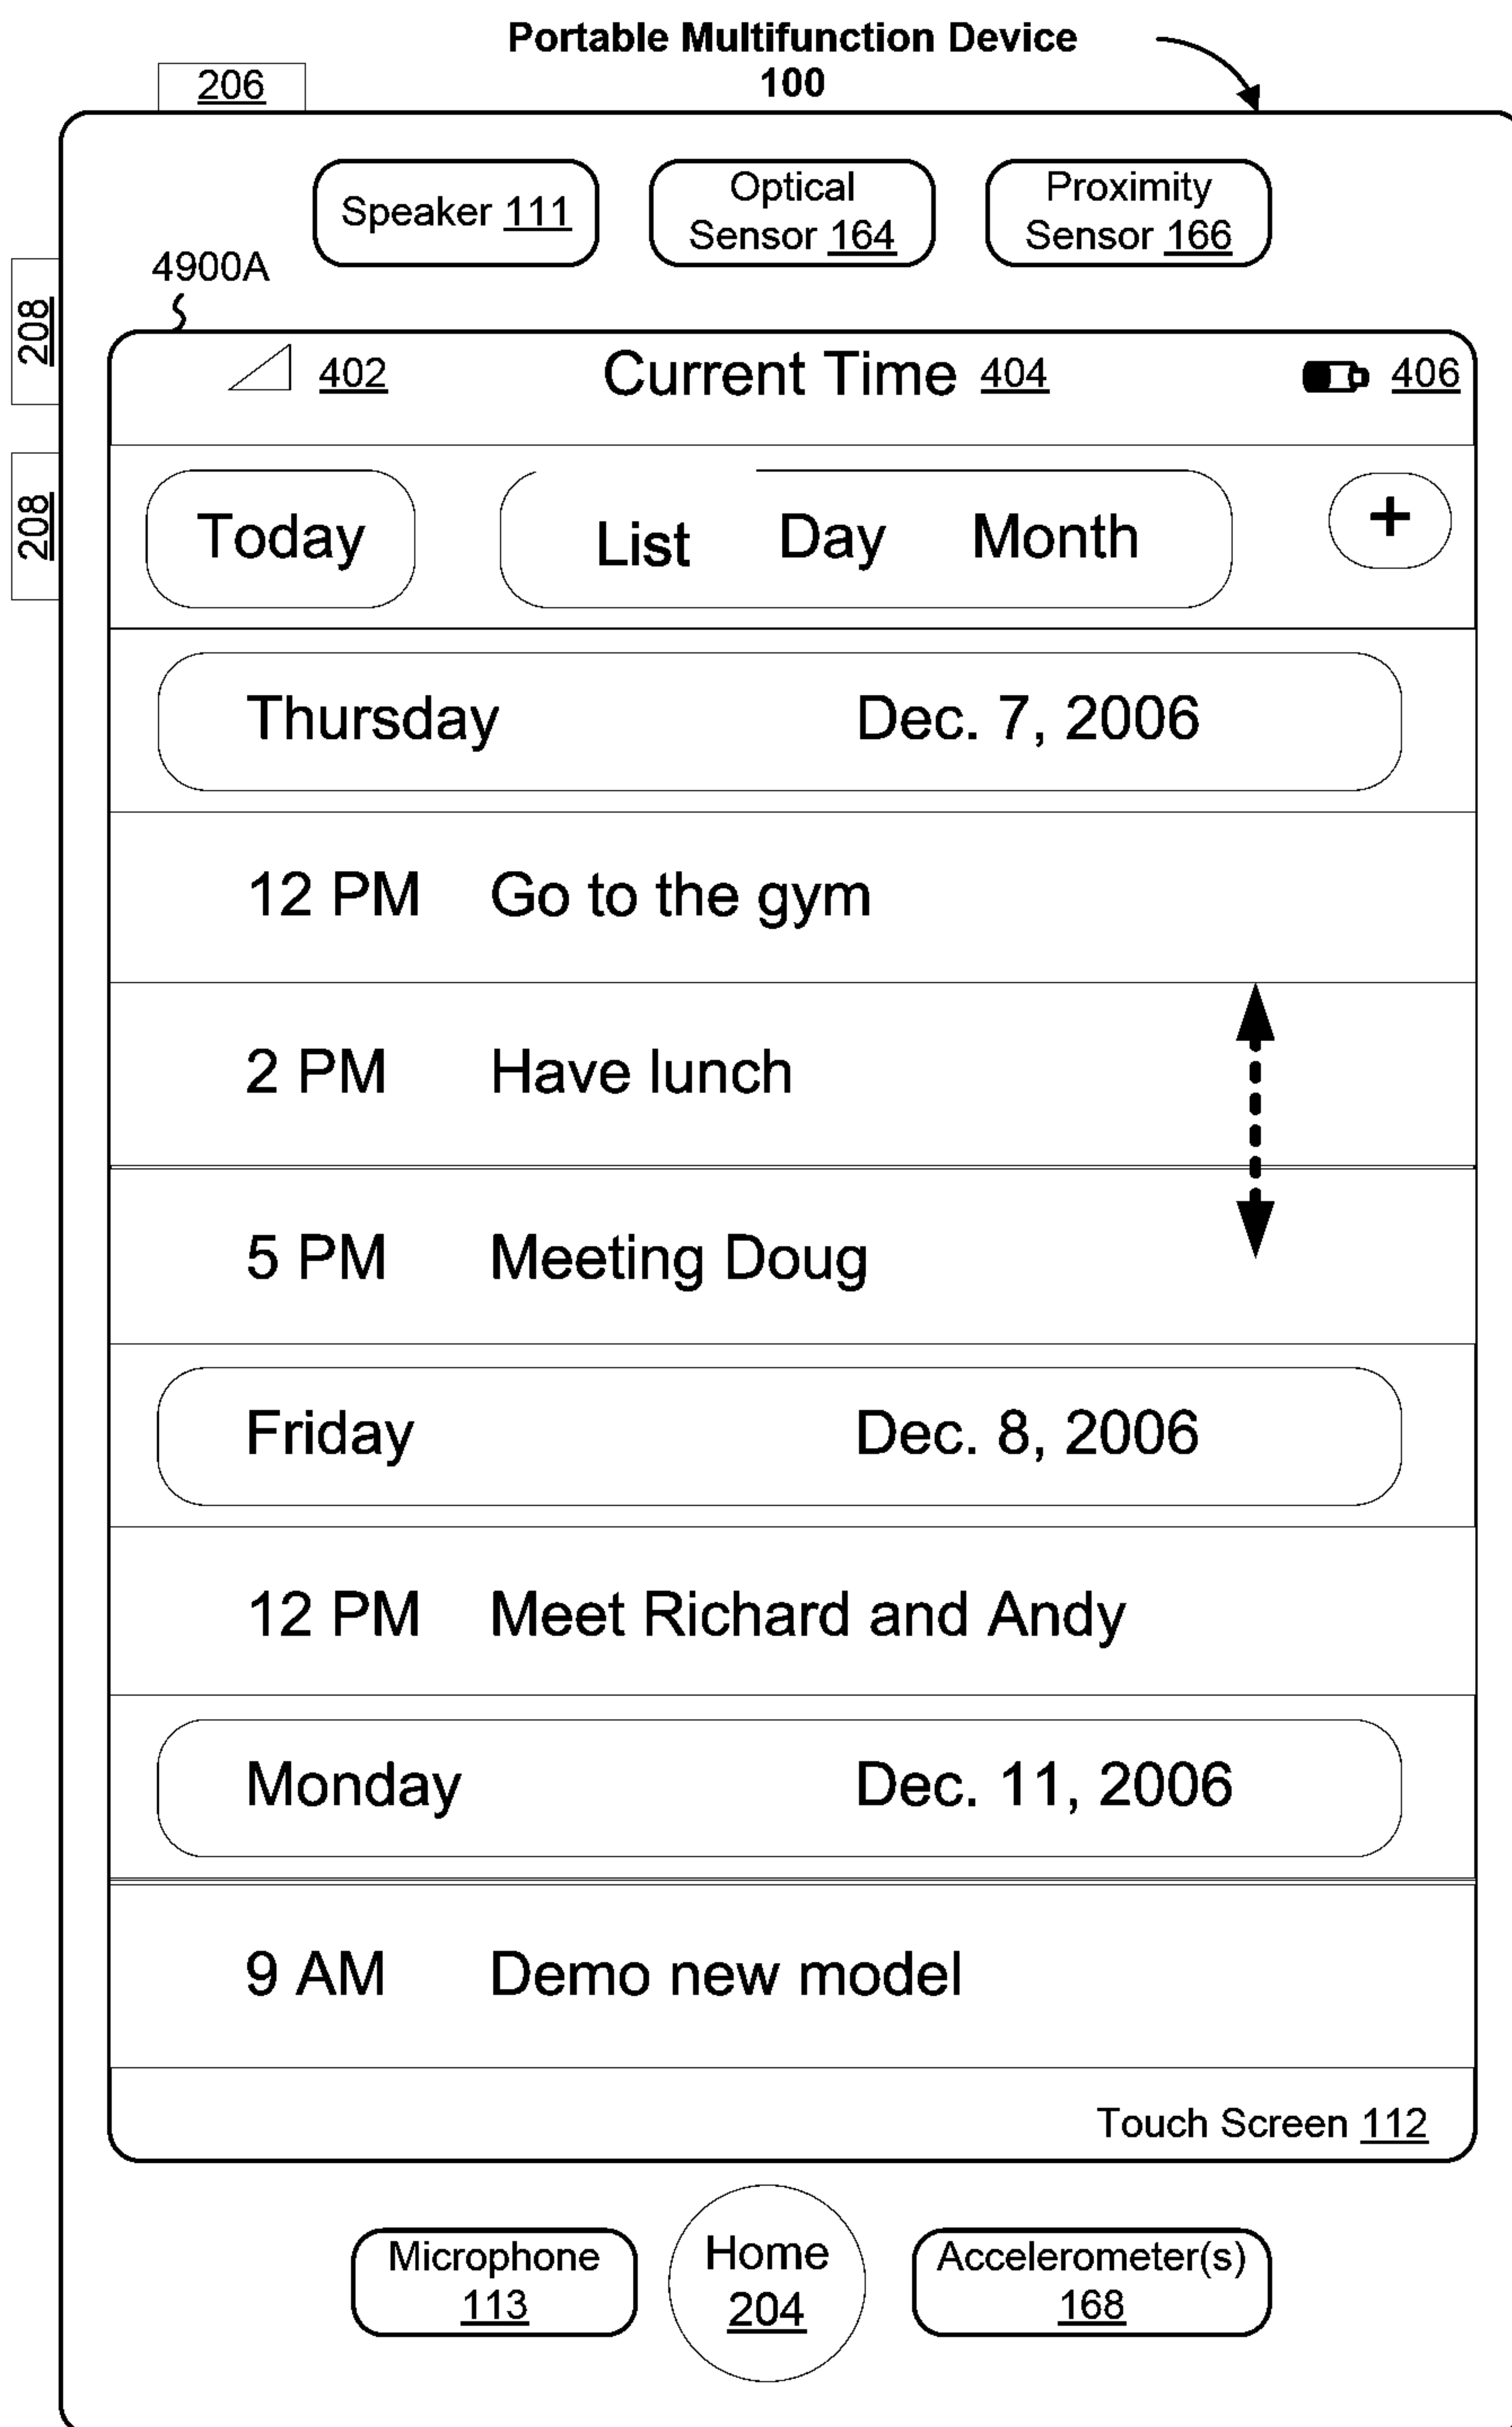 Portable Multifunction Device
100
206
Speaker 111
Optical
Sensor 164
Proximity
Sensor 166
4900A
208
208
402
Current Time 404
406
Today
List Day Month
+
Thursday Dec. 7, 2006
12 PM Go to the gym
2 PM Have lunch
5 PM Meeting Doug
Friday Dec. 8, 2006
12 PM Meet Richard and Andy
Monday Dec. 11, 2006
9 AM Demo new model
Touch Screen 112
Microphone
113
Home
204
Accelerometer(s)
168